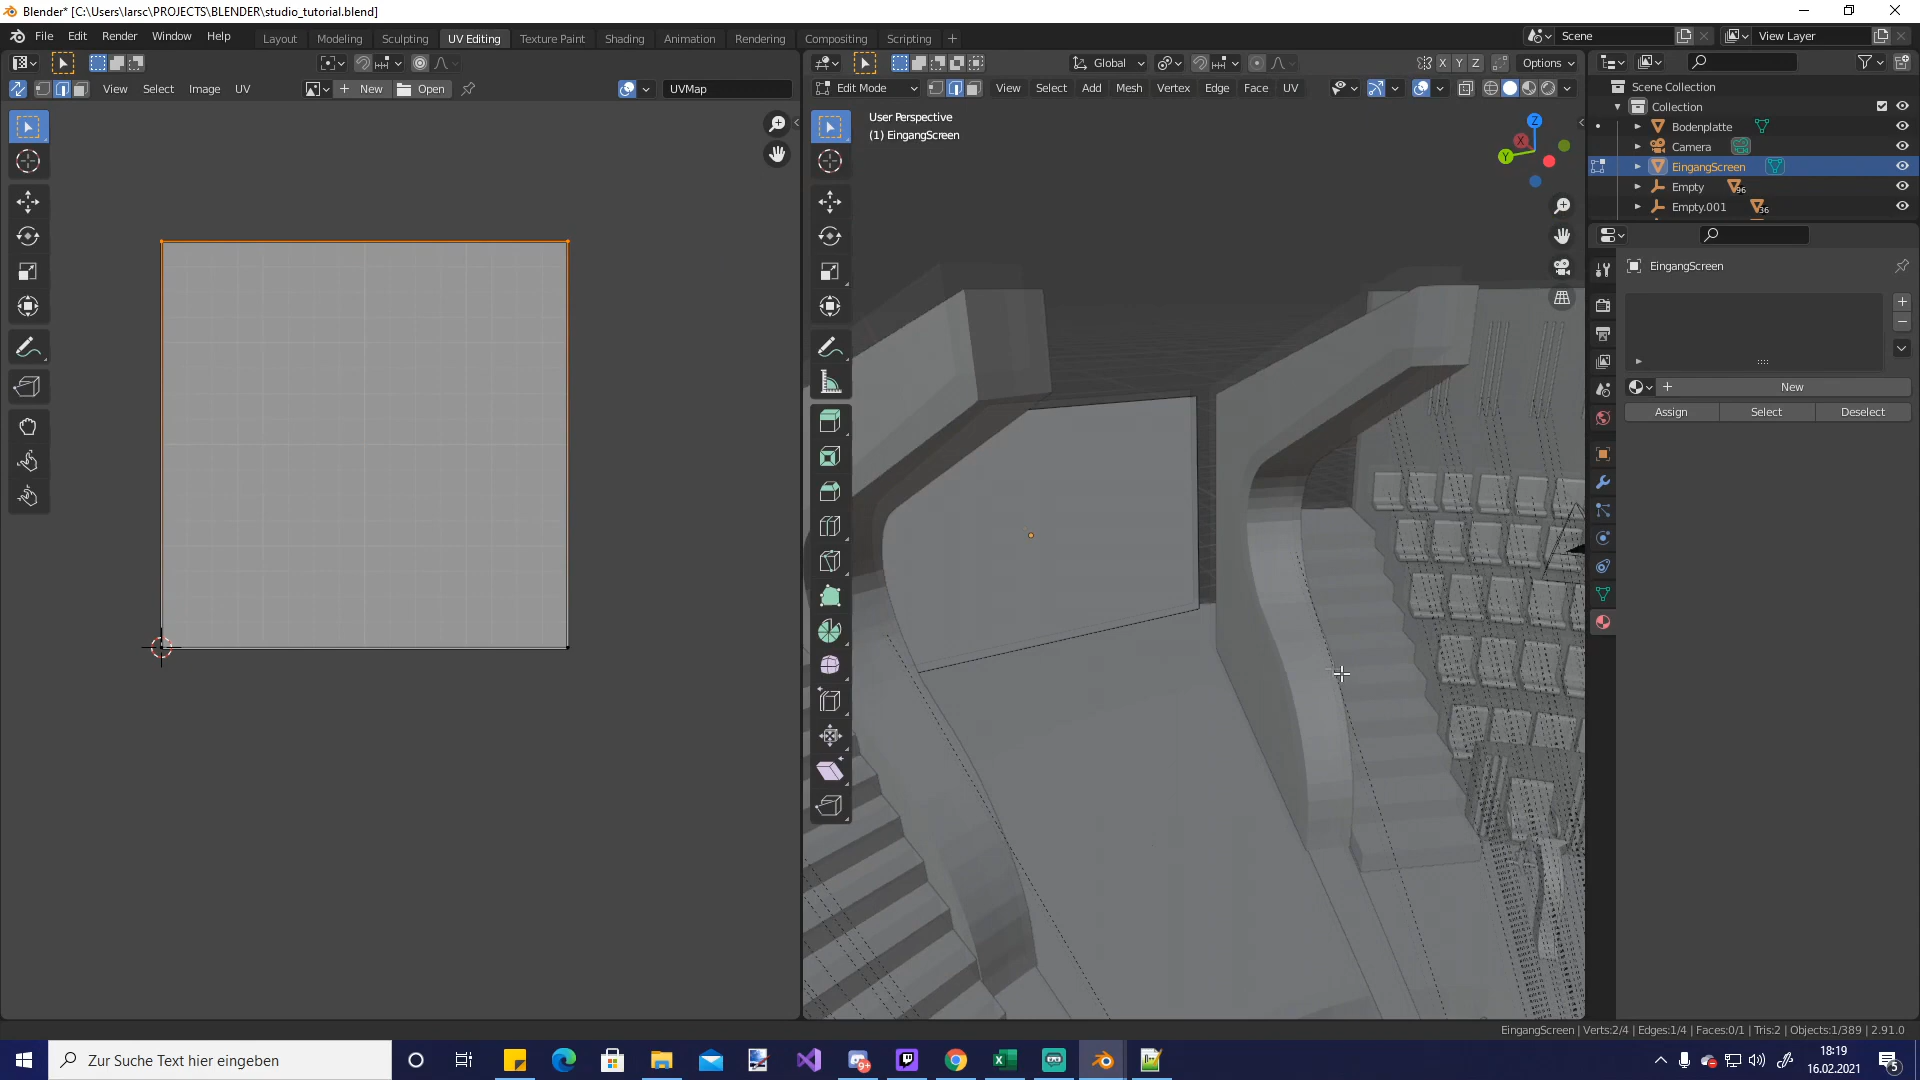 Blender* [C:\Users\larsc\PROJECTS\BLENDER\studio_tutorial.blend]
File Edit Render Window Help Layout Modeling Sculpting UV Editing Texture Paint Shading Animation Rendering Compositing Scripting + Scene View Layer
Global X Y Z Options
View Select Image UV New Open UVMap Edit Mode View Select Add Mesh Vertex Edge Face UV
Scene Collection
Collection
Bodenplatte
Camera
EingangScreen
Empty 96
Empty.001 36
User Perspective
(1) EingangScreen
Z
X
Y
EingangScreen
New
Assign Select Deselect
EingangScreen | Verts:2/4 | Edges:1/4 | Faces:0/1 | Tris:2 | Objects:1/389 | 2.91.0
Zur Suche Text hier eingeben
9+
18:19
16.02.2021
5